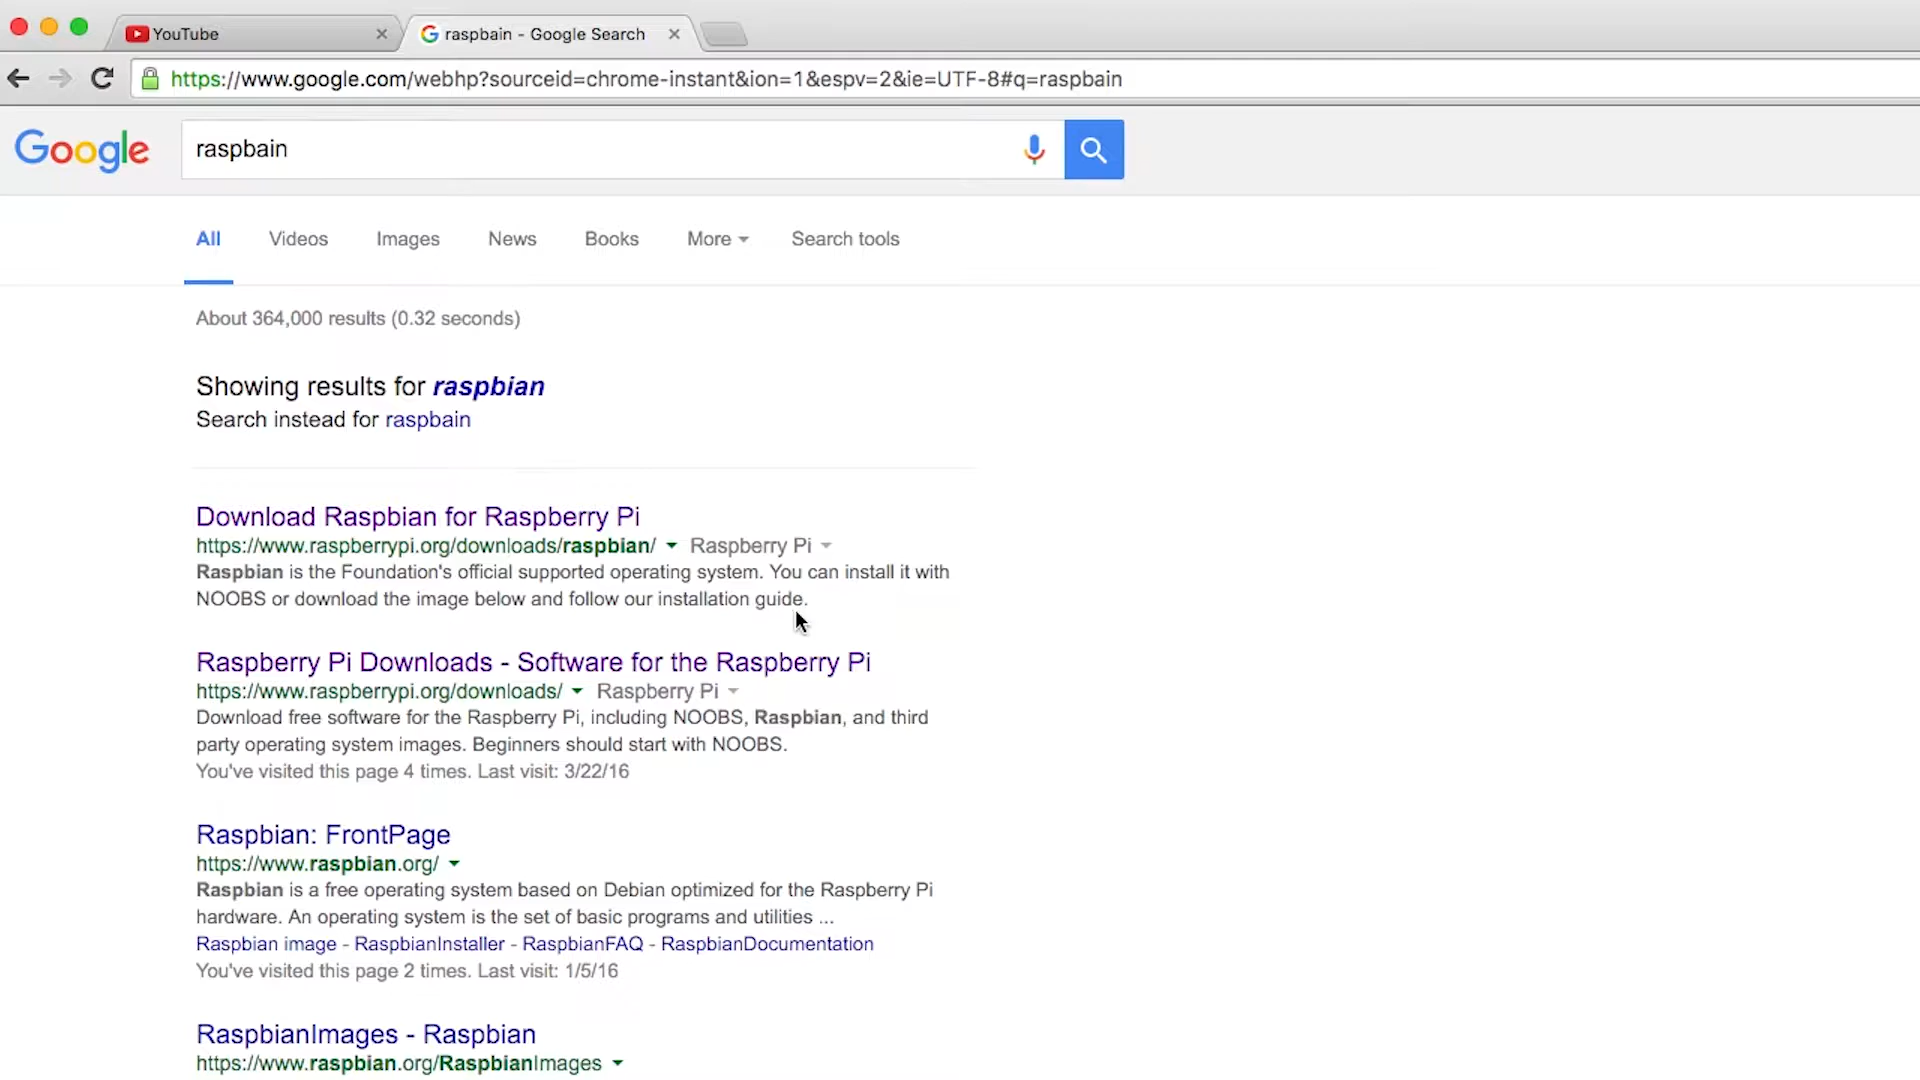 YouTube
raspbain - Google Search
https://www.google.com/webhp?sourceid=chrome-instant&ion=1&espv=2&ie=UTF-8#q=raspbain
Google
raspbain
All Videos Images News Books More Search tools
About 364,000 results (0.32 seconds)
Showing results for raspbian
Search instead for raspbain
Download Raspbian for Raspberry Pi
https://www.raspberrypi.org/downloads/raspbian/ Raspberry Pi
Raspbian is the Foundation's official supported operating system. You can install it with
NOOBS or download the image below and follow our installation guide.
Raspberry Pi Downloads - Software for the Raspberry Pi
https://www.raspberrypi.org/downloads/ Raspberry Pi
Download free software for the Raspberry Pi, including NOOBS, Raspbian, and third
party operating system images. Beginners should start with NOOBS.
You've visited this page 4 times. Last visit: 3/22/16
Raspbian: FrontPage
https://www.raspbian.org/
Raspbian is a free operating system based on Debian optimized for the Raspberry Pi
hardware. An operating system is the set of basic programs and utilities ...
Raspbian image - RaspbianInstaller - RaspbianFAQ - RaspbianDocumentation
You've visited this page 2 times. Last visit: 1/5/16
RaspbianImages - Raspbian
https://www.raspbian.org/RaspbianImages